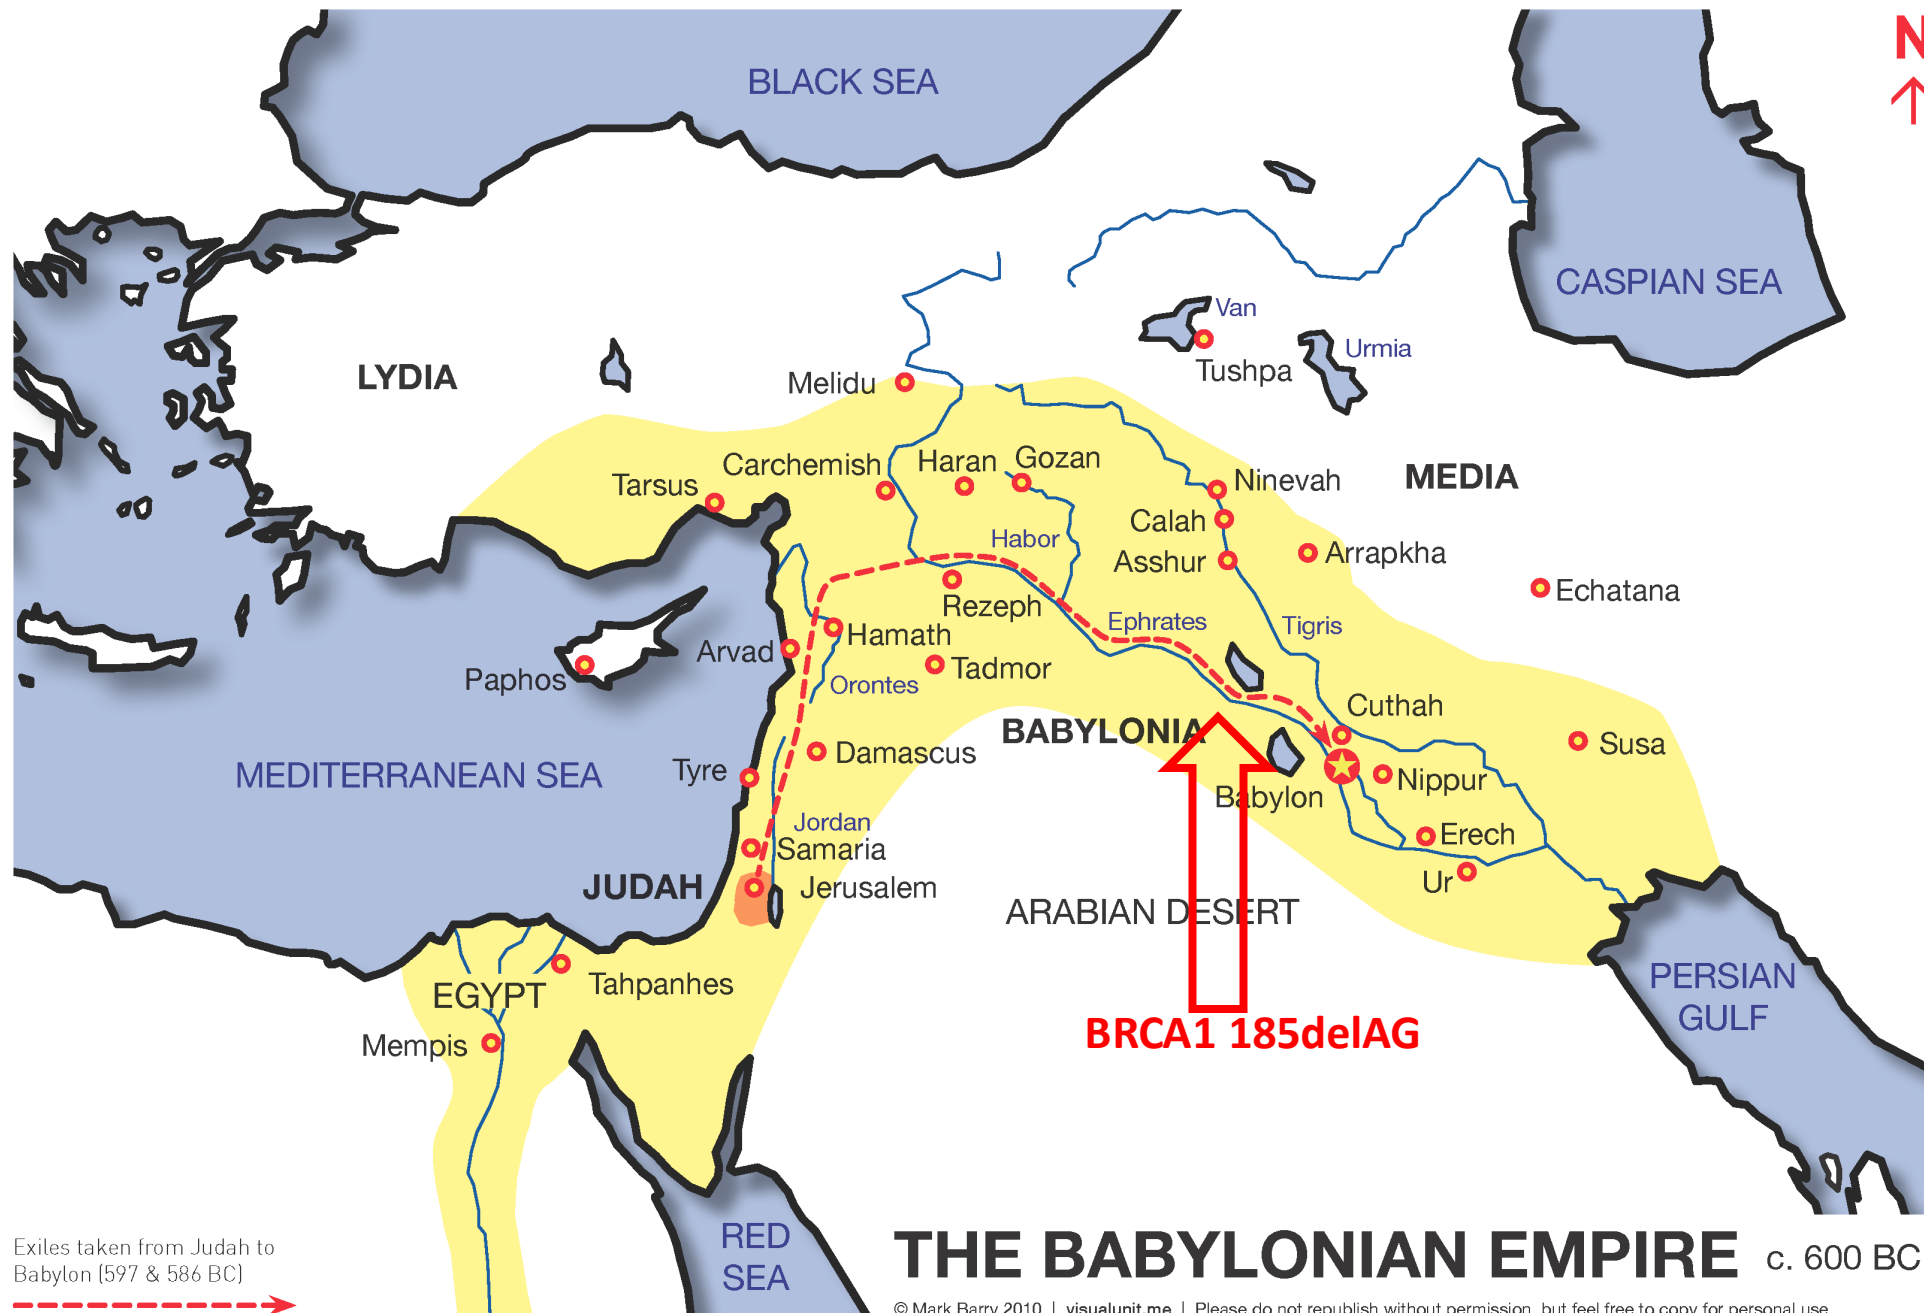 N
BLACK SEA
CASPIAN SEA
Van
Urmia
Tushpa
LYDIA
Melidu
Carchemish
Haran
Gozan
Tarsus
Ninevah
MEDIA
Calah
Habor
Asshur
Arrapkha
Echatana
Rezeph
Ephrates
Tigris
Hamath
Arvad
Tadmor
Paphos
Orontes
Cuthah
BABYLONIA
Susa
Damascus
Tyre
MEDITERRANEAN SEA
Nippur
Babylon
Jordan
Samaria
Erech
JUDAH
Jerusalem
Ur
ARABIAN DESERT
Tahpanhes
EGYPT
PERSIAN
GULF
Mempis
BRCA1 185delAG
RED
SEA
Exiles taken from Judah to
Babylon (597 & 586 BC)
THE BABYLONIAN EMPIRE c. 600 BC
© Mark Barry 2010 | visualunit.me | Please do not republish without permission, but feel free to copy for personal use